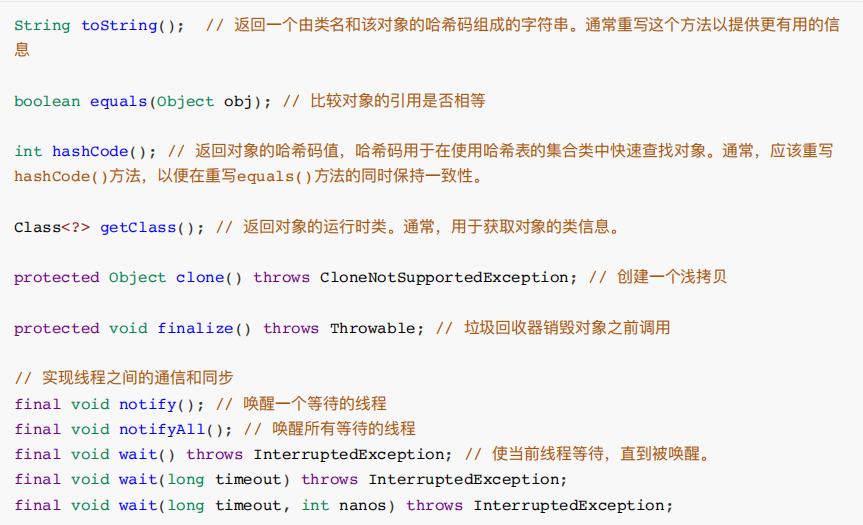 String toString();  // 返回一个由类名和该对象的哈希码组成的字符串。通常重写这个方法以提供更有用的信
息
boolean equals(Object obj); // 比较对象的引用是否相等
int hashCode(); // 返回对象的哈希码值，哈希码用于在使用哈希表的集合类中快速查找对象。通常，应该重写
hashCode()方法，以便在重写equals()方法的同时保持一致性。
Class<?> getClass(); // 返回对象的运行时类。通常，用于获取对象的类信息。
protected Object clone() throws CloneNotSupportedException; // 创建一个浅拷贝
protected void finalize() throws Throwable; // 垃圾回收器销毁对象之前调用
// 实现线程之间的通信和同步
final void notify(); // 唤醒一个等待的线程
final void notifyAll(); // 唤醒所有等待的线程
final void wait() throws InterruptedException; // 使当前线程等待，直到被唤醒。
final void wait(long timeout) throws InterruptedException;
final void wait(long timeout, int nanos) throws InterruptedException;